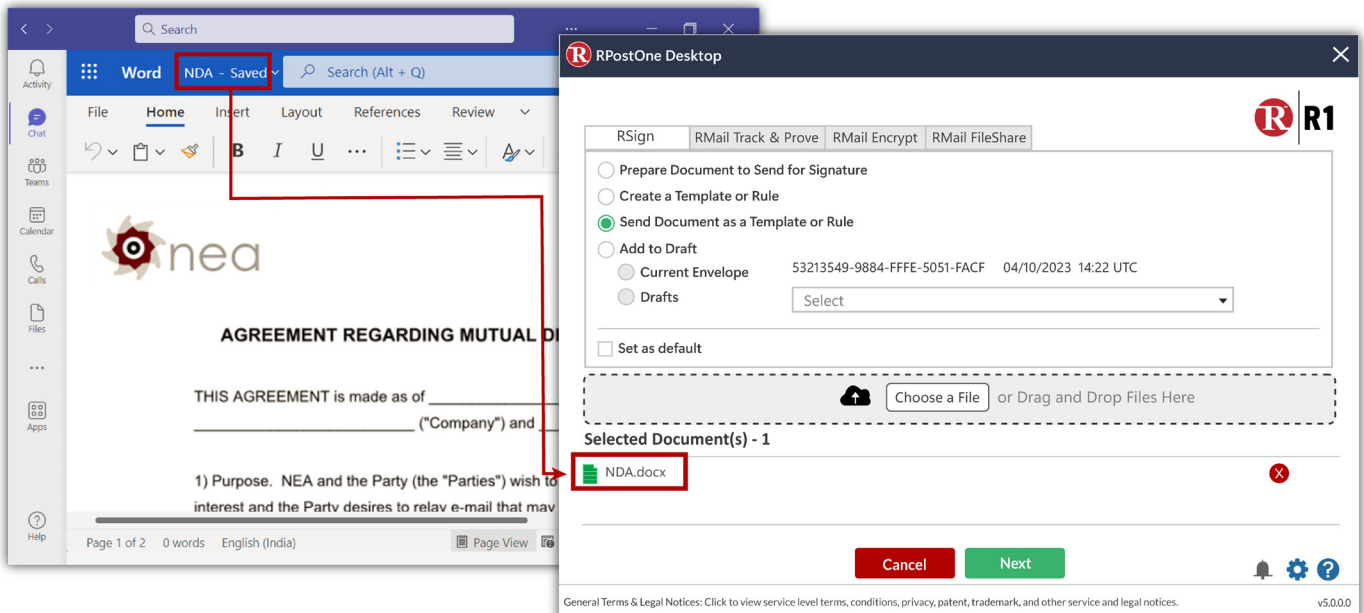 Search
Activity
Chat
Teams
Calendar
Calls
Files
Apps
Help
Word NDA - Saved Search (Alt + Q)
File Home Insert Layout References Review
B I U
nea
AGREEMENT REGARDING MUTUAL
THIS AGREEMENT is made as of
("Company") and
1) Purpose. NEA and the Party (the "Parties") wish to
interest and the Party desires to relay e-mail that may
Page 1 of 2 0 words English (India) Page View
R RPostOne Desktop
R R1
RSign RMail Track & Prove RMail Encrypt RMail FileShare
Prepare Document to Send for Signature
Create a Template or Rule
Send Document as a Template or Rule
Add to Draft
Current Envelope 53213549-9884-FFFE-5051-FACF 04/10/2023 14:22 UTC
Drafts Select
Set as default
Choose a File or Drag and Drop Files Here
Selected Document(s) - 1
NDA.docx X
Cancel Next
General Terms & Legal Notices: Click to view service level terms, conditions, privacy, patent, trademark, and other service and legal notices. v5.0.0.0